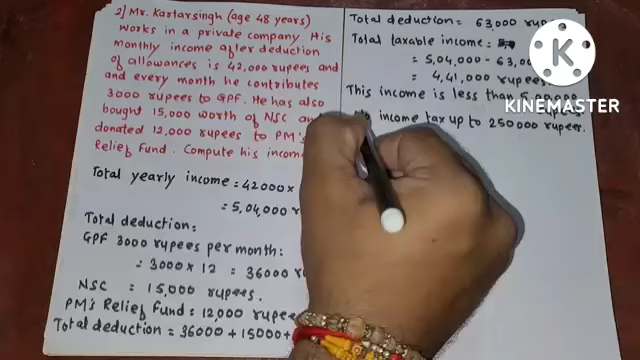 2] Mr. Kartarsingh (age 48 years)
works in a private company. His
monthly income after deduction
of allowances is 42,000 rupees and
and every month he contributes
3000 rupees to GPF. He has also
bought 15,000 worth of NSC
donated 12,000 rupees to PM's
Relief Fund. Compute his income
Total yearly income = 42000 ×
= 5,04,000
Total deduction:
GPF 3000 rupees per month:
= 3000 × 12 = 36000
NSC = 15,000 rupees.
PM's Relief Fund = 12,000
Total deduction = 36000 + 15000 +
Total deduction = 63,000
Total taxable income =
= 5,04,000 - 63,
= 4,41,000 rupees
This income is less than
income tax up to 250000 rupees.
K
KINEMASTER